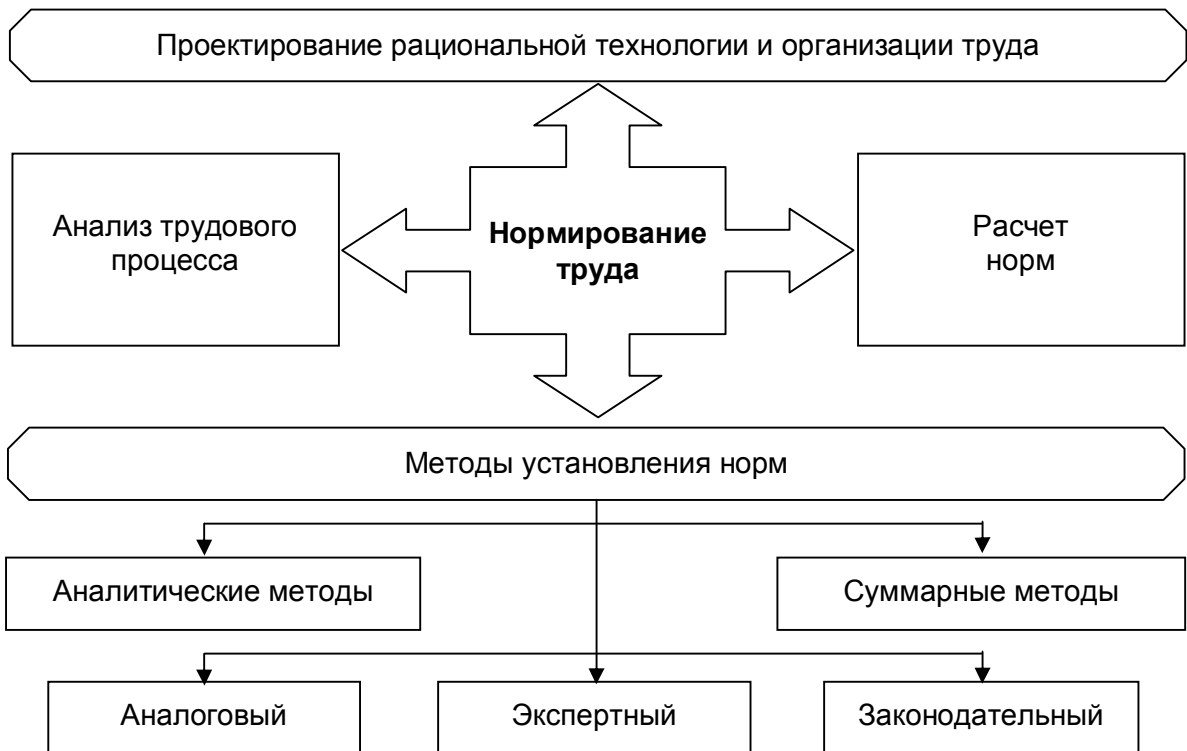 Проектирование рациональной технологии и организации труда
Анализ трудового
процесса
Нормирование
труда
Расчет
норм
Методы установления норм
Аналитические методы
Суммарные методы
Аналоговый
Экспертный
Законодательный